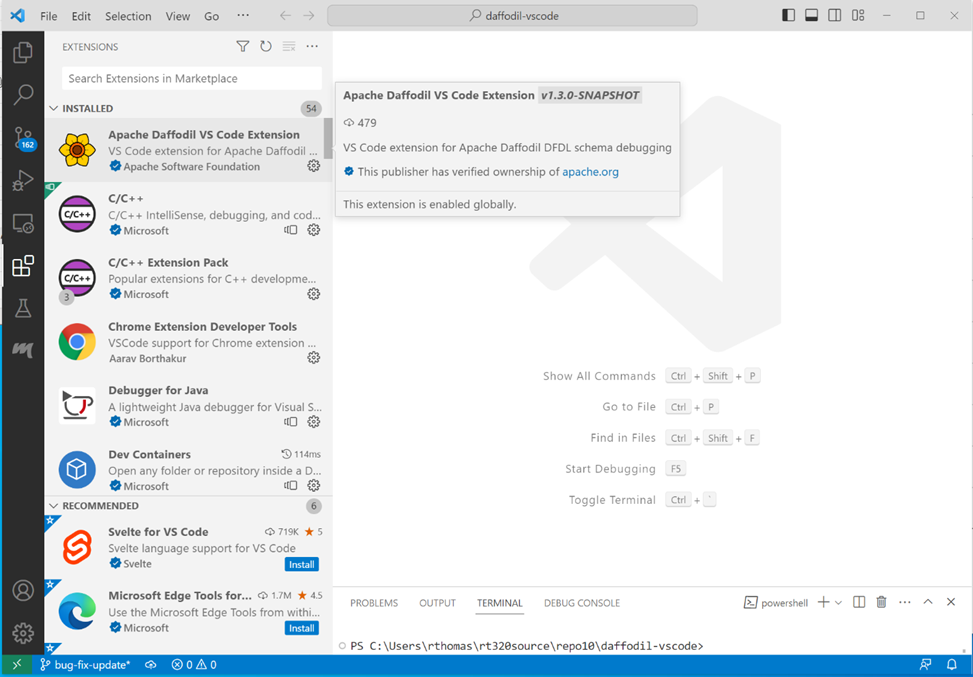 File Edit Selection View Go ··· daffodil-vscode
EXTENSIONS
Search Extensions in Marketplace
INSTALLED 54
Apache Daffodil VS Code Extension
VS Code extension for Apache Daffodil ...
Apache Software Foundation
162
C/C++
C/C++
C/C++ IntelliSense, debugging, and cod...
Microsoft
C/C++ Extension Pack
C/C++
Popular extensions for C++ developme...
3
Microsoft
Chrome Extension Developer Tools
VSCode support for Chrome extension ...
Aarav Borthakur
Debugger for Java
A lightweight Java debugger for Visual S...
Microsoft
Dev Containers 114ms
Open any folder or repository inside a D...
Microsoft
RECOMMENDED 6
Svelte for VS Code 719K ★ 5
Svelte language support for VS Code
Svelte Install
Microsoft Edge Tools for... 1.7M ★ 4.5
Use the Microsoft Edge Tools from withi...
Microsoft Install
Apache Daffodil VS Code Extension v1.3.0-SNAPSHOT
479
VS Code extension for Apache Daffodil DFDL schema debugging
This publisher has verified ownership of apache.org
This extension is enabled globally.
Show All Commands Ctrl + Shift + P
Go to File Ctrl + P
Find in Files Ctrl + Shift + F
Start Debugging F5
Toggle Terminal Ctrl + `
PROBLEMS OUTPUT TERMINAL DEBUG CONSOLE powershell
PS C:\Users\rthomas\rt320source\repo10\daffodil-vscode>
bug-fix-update* 0 0